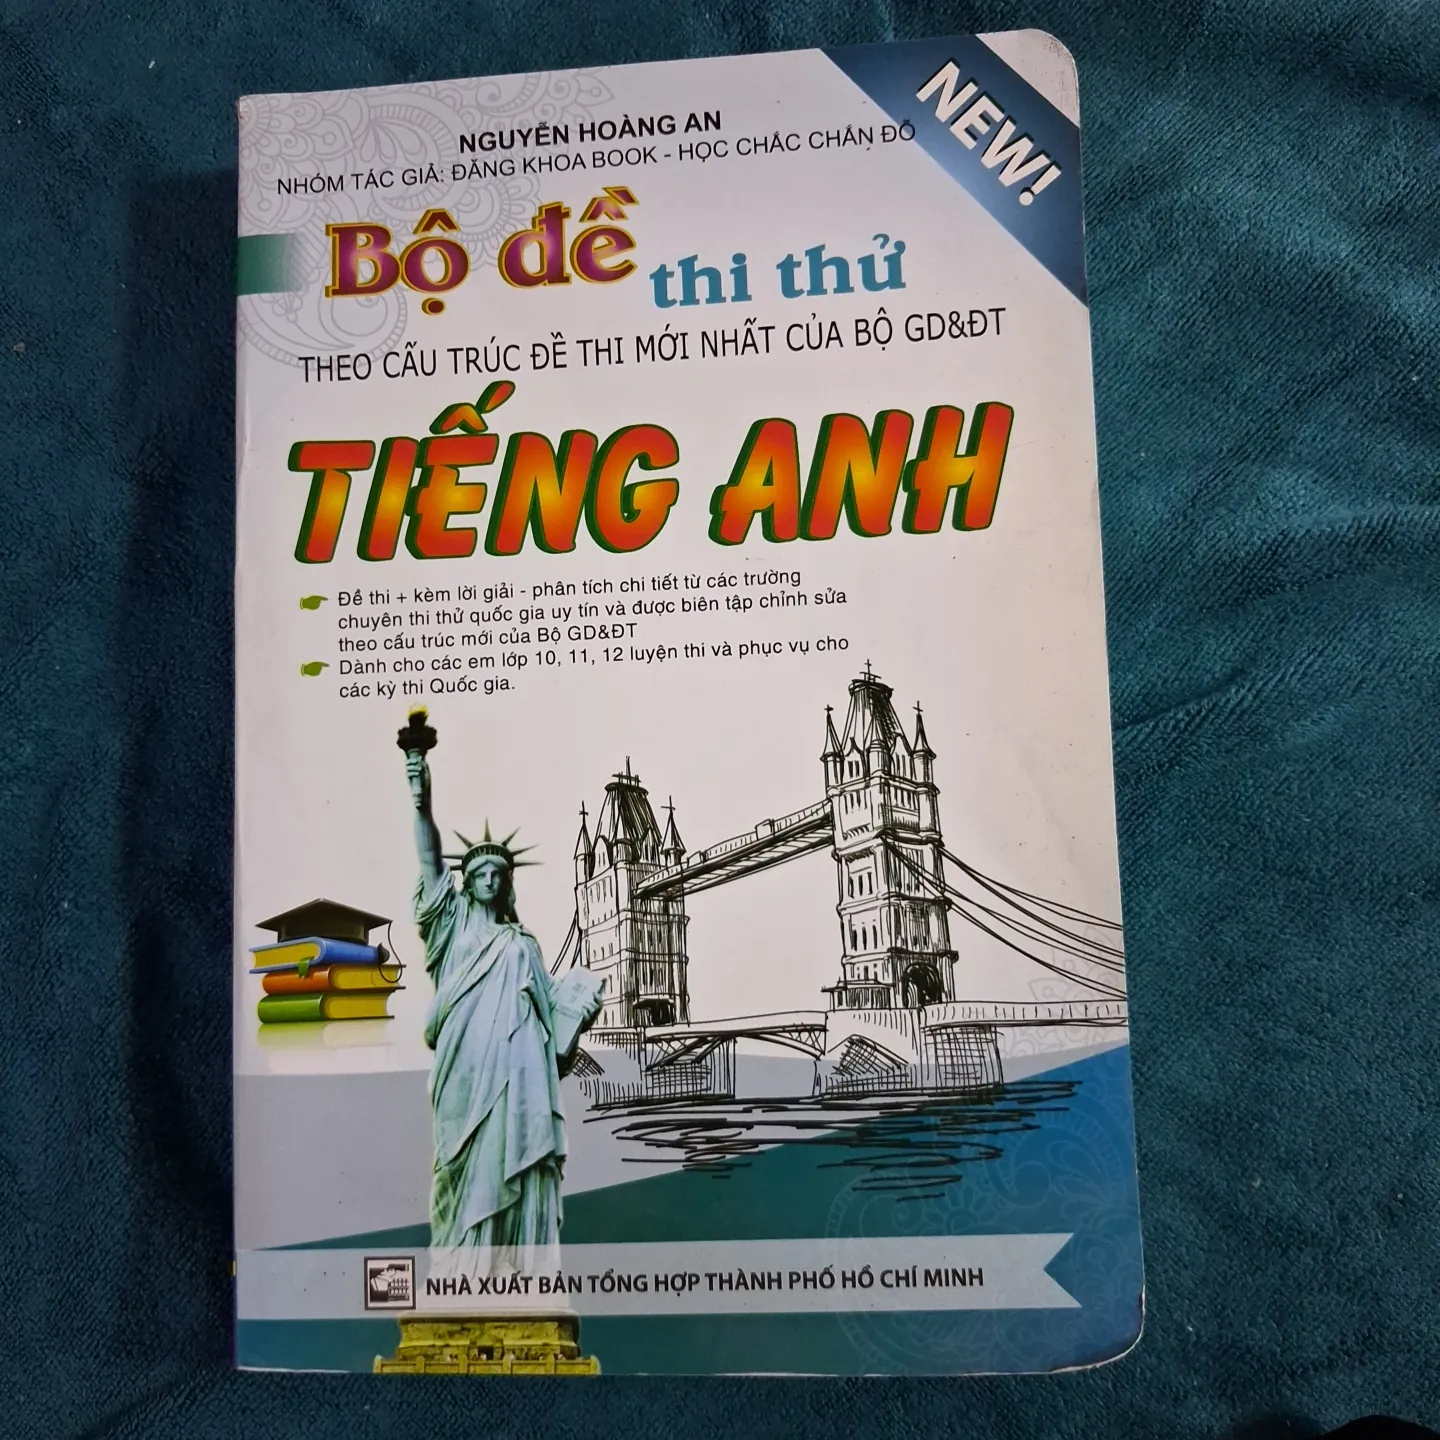 NEW!
NGUYỄN HOÀNG AN
NHÓM TÁC GIẢ: ĐĂNG KHOA BOOK - HỌC CHẮC CHẮN ĐỖ
Bộ đề
thi thử
THEO CẤU TRÚC ĐỀ THI MỚI NHẤT CỦA BỘ GD&ĐT
TIẾNG ANH
Đề thi + kèm lời giải - phân tích chi tiết từ các trường
chuyên thi thử quốc gia uy tín và được biên tập chỉnh sửa
theo cấu trúc mới của Bộ GD&ĐT
Dành cho các em lớp 10, 11, 12 luyện thi và phục vụ cho
các kỳ thi Quốc gia.
NHÀ XUẤT BẢN TỔNG HỢP THÀNH PHỐ HỒ CHÍ MINH